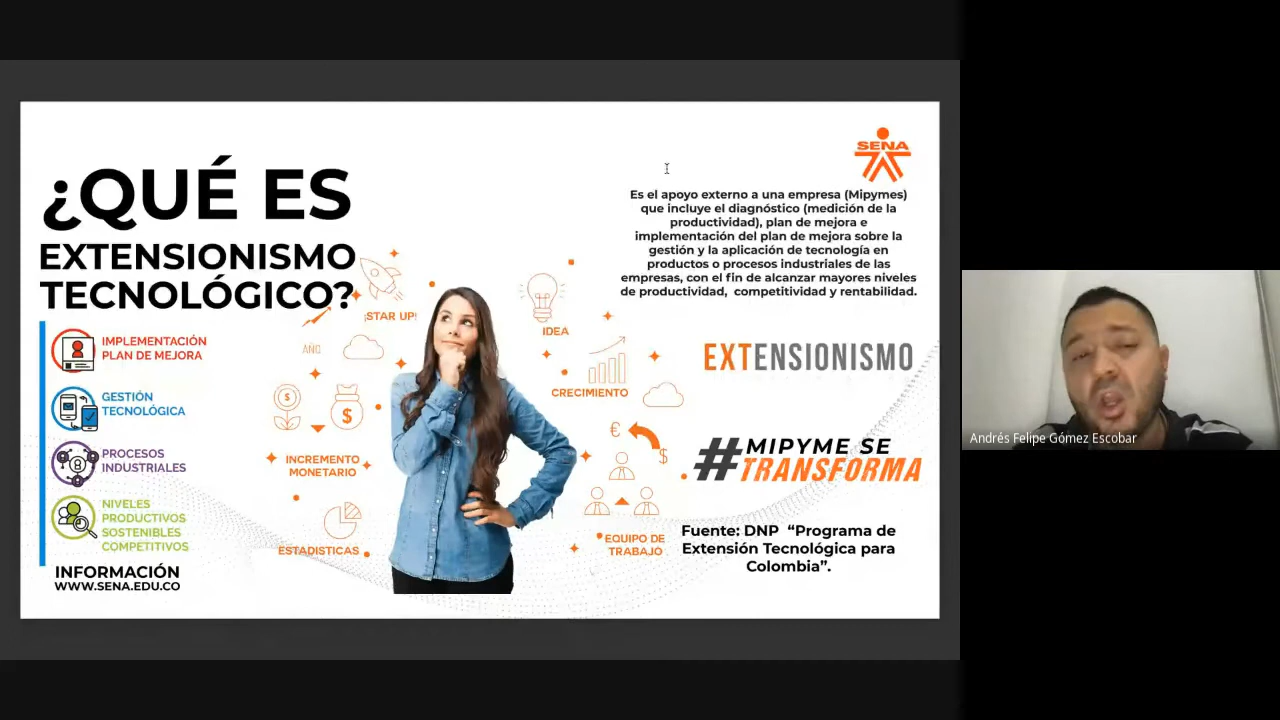 ¿QUÉ ES
EXTENSIONISMO
TECNOLÓGICO?
IMPLEMENTACIÓN
PLAN DE MEJORA
GESTIÓN
TECNOLÓGICA
PROCESOS
INDUSTRIALES
NIVELES
PRODUCTIVOS
SOSTENIBLES
COMPETITIVOS
INFORMACIÓN
WWW.SENA.EDU.CO
¡STAR UP!
AÑO
$
$
INCREMENTO
MONETARIO
ESTADISTICAS
IDEA
CRECIMIENTO
€
$
EQUIPO DE
TRABAJO
SENA
Es el apoyo externo a una empresa (Mipymes)
que incluye el diagnóstico (medición de la
productividad), plan de mejora e
implementación del plan de mejora sobre la
gestión y la aplicación de tecnología en
productos o procesos industriales de las
empresas, con el fin de alcanzar mayores niveles
de productividad, competitividad y rentabilidad.
EXTENSIONISMO
#MIPYME SE
TRANSFORMA
Fuente: DNP “Programa de
Extensión Tecnológica para
Colombia”.
Andrés Felipe Gómez Escobar